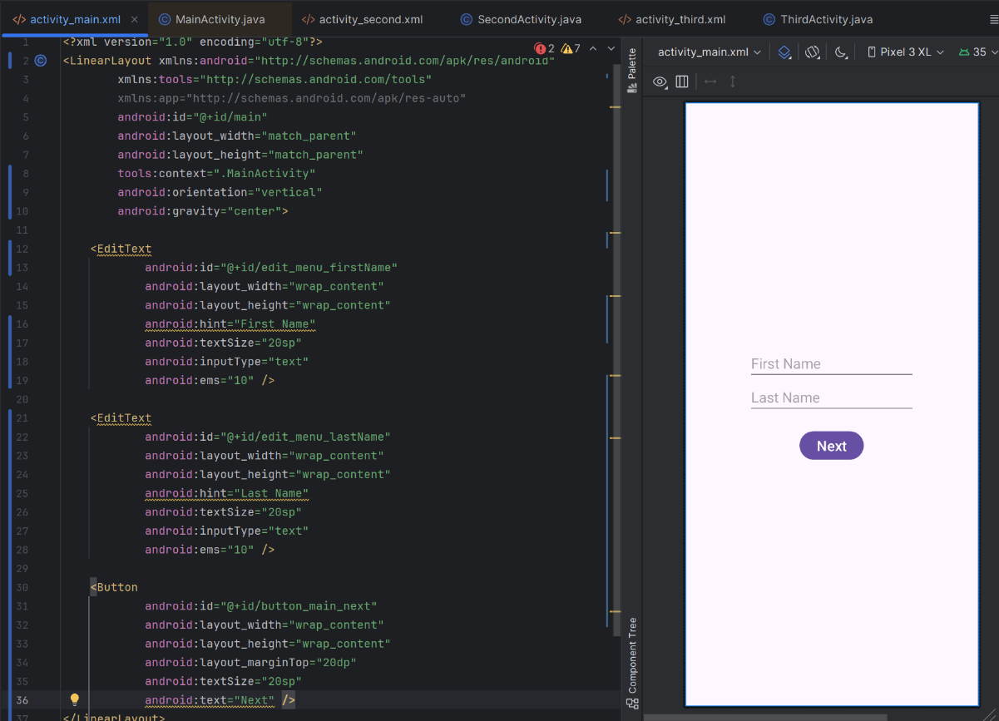 activity_main.xml
MainActivity.java
activity_second.xml
SecondActivity.java
activity_third.xml
ThirdActivity.java
1 <?xml version="1.0" encoding="utf-8"?>
2 7
2 <LinearLayout xmlns:android="http://schemas.android.com/apk/res/android"
3 xmlns:tools="http://schemas.android.com/tools"
4 xmlns:app="http://schemas.android.com/apk/res-auto"
5 android:id="@+id/main"
6 android:layout_width="match_parent"
7 android:layout_height="match_parent"
8 tools:context=".MainActivity"
9 android:orientation="vertical"
10 android:gravity="center">
11
12 <EditText
13 android:id="@+id/edit_menu_firstName"
14 android:layout_width="wrap_content"
15 android:layout_height="wrap_content"
16 android:hint="First Name"
17 android:textSize="20sp"
18 android:inputType="text"
19 android:ems="10" />
20
21 <EditText
22 android:id="@+id/edit_menu_lastName"
23 android:layout_width="wrap_content"
24 android:layout_height="wrap_content"
25 android:hint="Last Name"
26 android:textSize="20sp"
27 android:inputType="text"
28 android:ems="10" />
29
30 <Button
31 android:id="@+id/button_main_next"
32 android:layout_width="wrap_content"
33 android:layout_height="wrap_content"
34 android:layout_marginTop="20dp"
35 android:textSize="20sp"
36 android:text="Next" />
37 </LinearLayout>
Palette
Component Tree
activity_main.xml
Pixel 3 XL
35
First Name
Last Name
Next